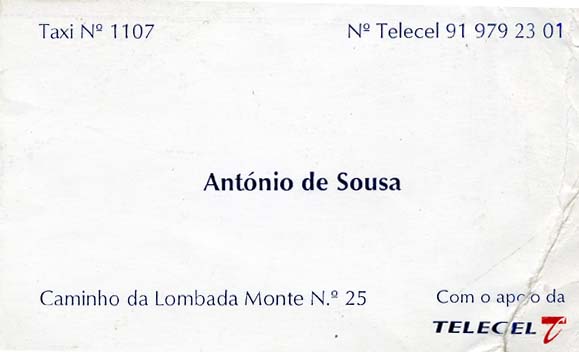 Taxi Nº 1107
Nº Telecel 91 979 23 01
António de Sousa
Caminho da Lombada Monte N.º 25
Com o apoio da
TELECEL